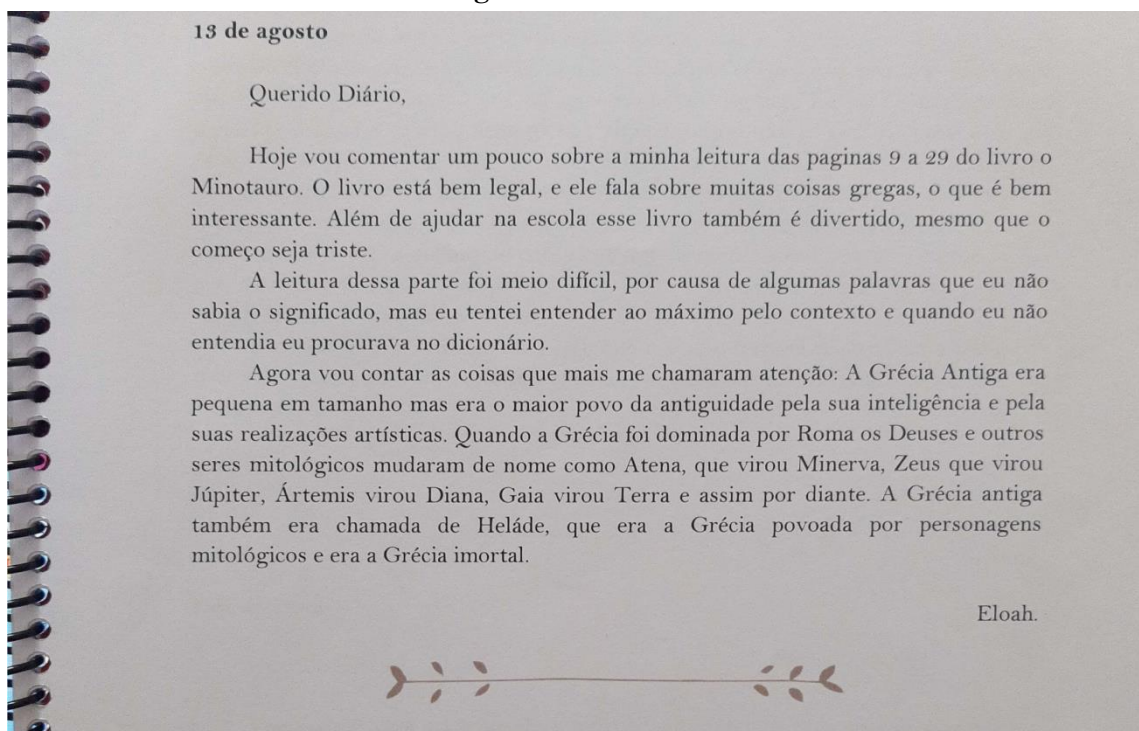 13 de agosto
Querido Diário,
Hoje vou comentar um pouco sobre a minha leitura das paginas 9 a 29 do livro o
Minotauro. O livro está bem legal, e ele fala sobre muitas coisas gregas, o que é bem
interessante. Além de ajudar na escola esse livro também é divertido, mesmo que o
começo seja triste.
A leitura dessa parte foi meio difícil, por causa de algumas palavras que eu não
sabia o significado, mas eu tentei entender ao máximo pelo contexto e quando eu não
entendia eu procurava no dicionário.
Agora vou contar as coisas que mais me chamaram atenção: A Grécia Antiga era
pequena em tamanho mas era o maior povo da antiguidade pela sua inteligência e pela
suas realizações artísticas. Quando a Grécia foi dominada por Roma os Deuses e outros
seres mitológicos mudaram de nome como Atena, que virou Minerva, Zeus que virou
Júpiter, Ártemis virou Diana, Gaia virou Terra e assim por diante. A Grécia antiga
também era chamada de Heláde, que era a Grécia povoada por personagens
mitológicos e era a Grécia imortal.
Eloah.